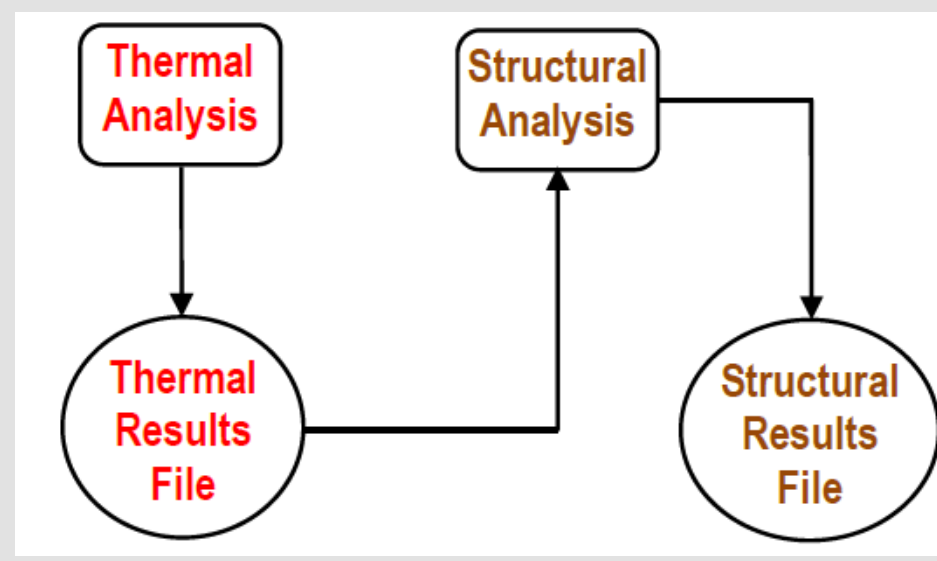 Thermal
Analysis
Structural
Analysis
Thermal
Results
File
Structural
Results
File